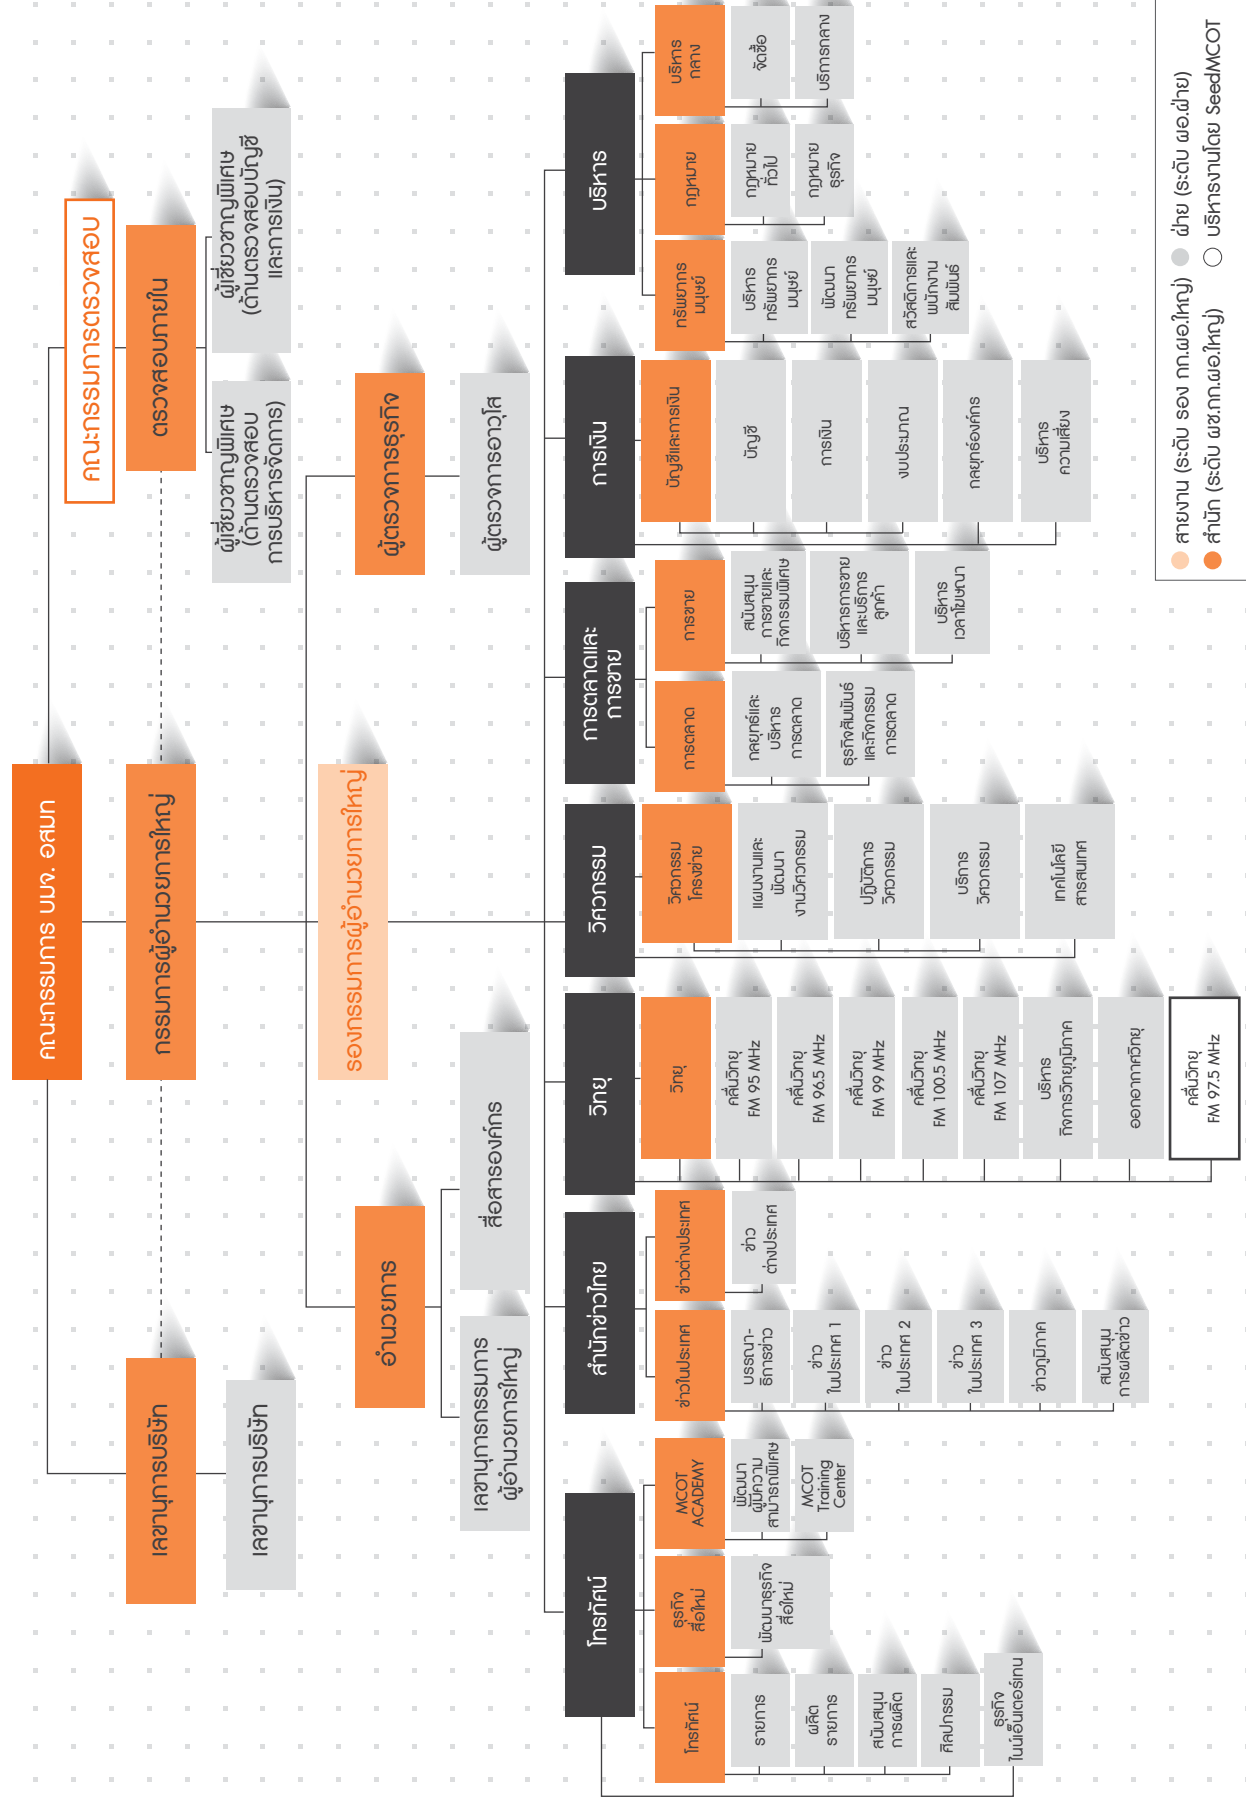 คณะกรรมการ บมจ. อสมท
คณะกรรมการตรวจสอบ
เลขานุการบริษัท
กรรมการผู้อำนวยการใหญ่
ตรวจสอบภายใน
เลขานุการบริษัท
ผู้เชี่ยวชาญพิเศษ
(ด้านตรวจสอบ
การบริหารจัดการ)
ผู้เชี่ยวชาญพิเศษ
(ด้านตรวจสอบบัญชี
และการเงิน)
รองกรรมการผู้อำนวยการใหญ่
อำนวยการ
ผู้ตรวจการธุรกิจ
เลขานุการกรรมการ
ผู้อำนวยการใหญ่
สื่อสารองค์กร
ผู้ตรวจการอาวุโส
โทรทัศน์
สำนักข่าวไทย
วิทยุ
วิศวกรรม
การตลาดและ
การขาย
การเงิน
บริหาร
โทรทัศน์
รายการ
ผลิต
รายการ
สนับสนุน
การผลิต
ศิลปกรรม
ธุรกิจ
ไนน์เอ็นเตอร์เทน
ธุรกิจ
สื่อใหม่
พัฒนาธุรกิจ
สื่อใหม่
MCOT
ACADEMY
พัฒนา
ผู้มีความ
สามารถพิเศษ
MCOT
Training
Center
ข่าวในประเทศ
บรรณา-
ธิการข่าว
ข่าว
ในประเทศ 1
ข่าว
ในประเทศ 2
ข่าว
ในประเทศ 3
ข่าวภูมิภาค
สนับสนุน
การผลิตข่าว
ข่าวต่างประเทศ
ข่าว
ต่างประเทศ
วิทยุ
คลื่นวิทยุ
FM 95 MHz
คลื่นวิทยุ
FM 96.5 MHz
คลื่นวิทยุ
FM 99 MHz
คลื่นวิทยุ
FM 100.5 MHz
คลื่นวิทยุ
FM 107 MHz
บริหาร
กิจการวิทยุภูมิภาค
ออกอากาศวิทยุ
คลื่นวิทยุ
FM 97.5 MHz
วิศวกรรม
โครงข่าย
แผนงานและ
พัฒนา
งานวิศวกรรม
ปฏิบัติการ
วิศวกรรม
บริการ
วิศวกรรม
เทคโนโลยี
สารสนเทศ
การตลาด
กลยุทธ์และ
บริหาร
การตลาด
ธุรกิจสัมพันธ์
และกิจกรรม
การตลาด
การขาย
สนับสนุน
การขายและ
กิจกรรมพิเศษ
บริหารการขาย
และบริการ
ลูกค้า
บริหาร
เวลาโฆษณา
บัญชีและการเงิน
บัญชี
การเงิน
งบประมาณ
กลยุทธ์องค์กร
บริหาร
ความเสี่ยง
ทรัพยากร
มนุษย์
บริหาร
ทรัพยากร
มนุษย์
พัฒนา
ทรัพยากร
มนุษย์
สวัสดิการและ
พนักงาน
สัมพันธ์
กฎหมาย
กฎหมาย
ทั่วไป
กฎหมาย
ธุรกิจ
บริหาร
กลาง
จัดซื้อ
บริการกลาง
สายงาน (ระดับ รอง กก.ผอ.ใหญ่)
ฝ่าย (ระดับ ผอ.ฝ่าย)
สำนัก (ระดับ ผช.กก.ผอ.ใหญ่)
บริหารงานโดย SeedMCOT